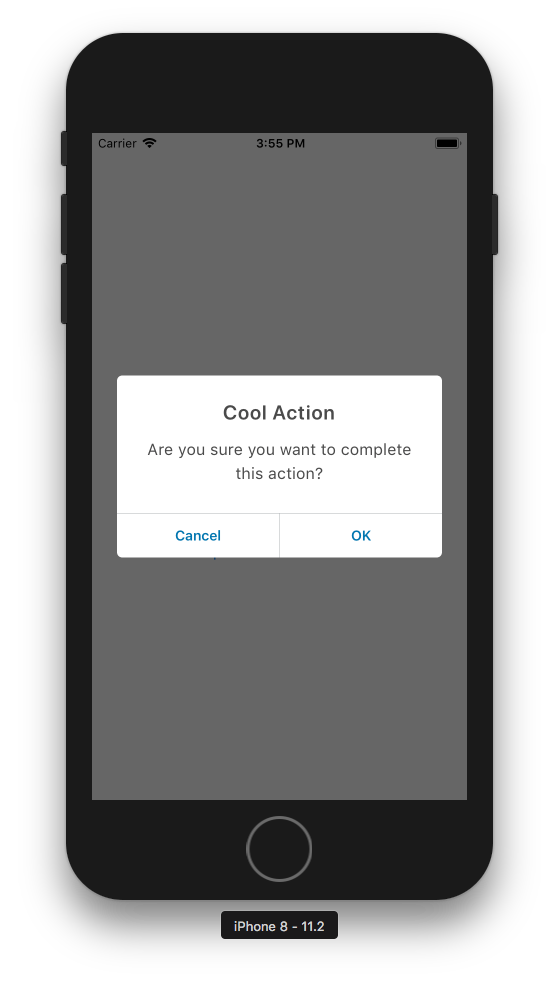 Carrier 3:55 PM
Cool Action
Are you sure you want to complete
this action?
Cancel OK
iPhone 8 - 11.2